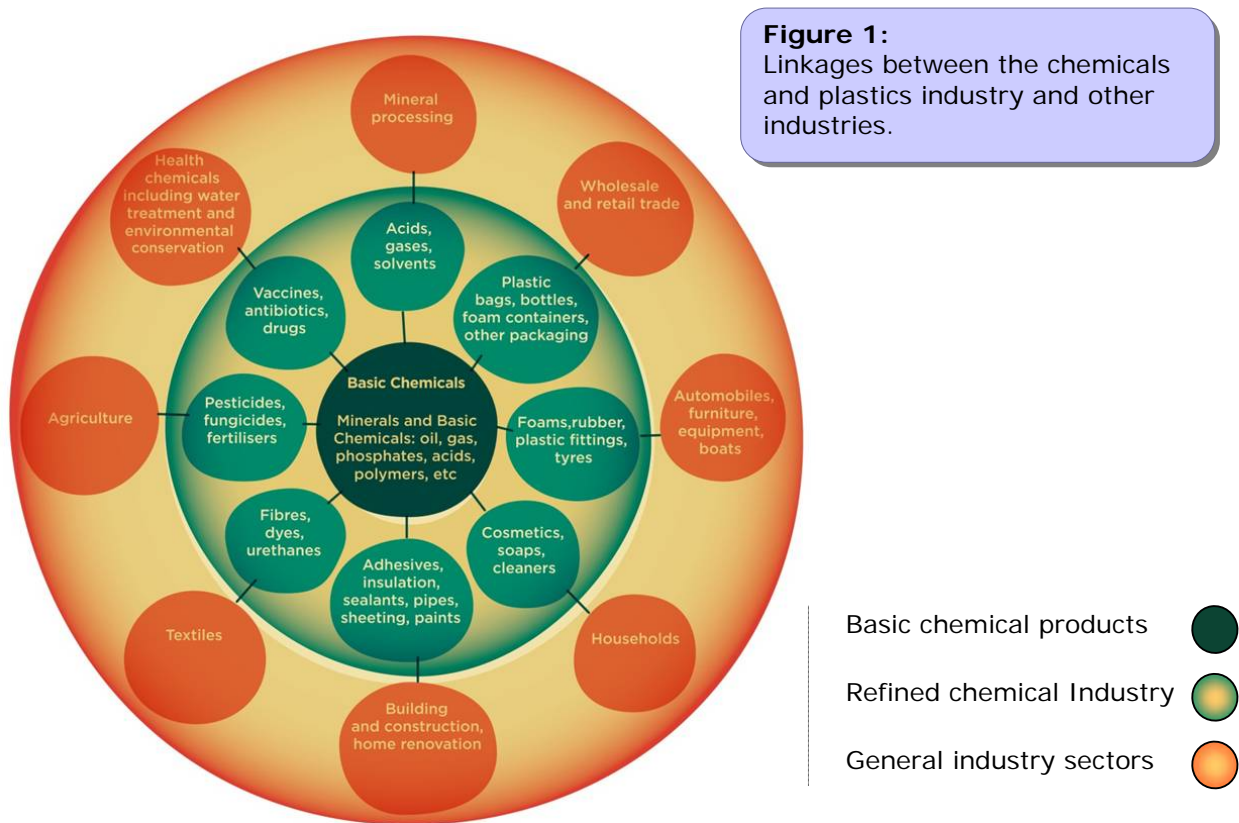 Figure 1:
Linkages between the chemicals
and plastics industry and other
industries.
Mineral
processing
Wholesale
and retail trade
Automobiles,
furniture,
equipment,
boats
Households
Building
and construction,
home renovation
Textiles
Agriculture
Health
chemicals
including water
treatment and
environmental
conservation
Acids,
gases,
solvents
Plastic
bags, bottles,
foam containers,
other packaging
Foams,rubber,
plastic fittings,
tyres
Cosmetics,
soaps,
cleaners
Adhesives,
insulation,
sealants, pipes,
sheeting, paints
Fibres,
dyes,
urethanes
Pesticides,
fungicides,
fertilisers
Vaccines,
antibiotics,
drugs
Basic Chemicals
Minerals and Basic
Chemicals: oil, gas,
phosphates, acids,
polymers, etc
Basic chemical products
Refined chemical Industry
General industry sectors